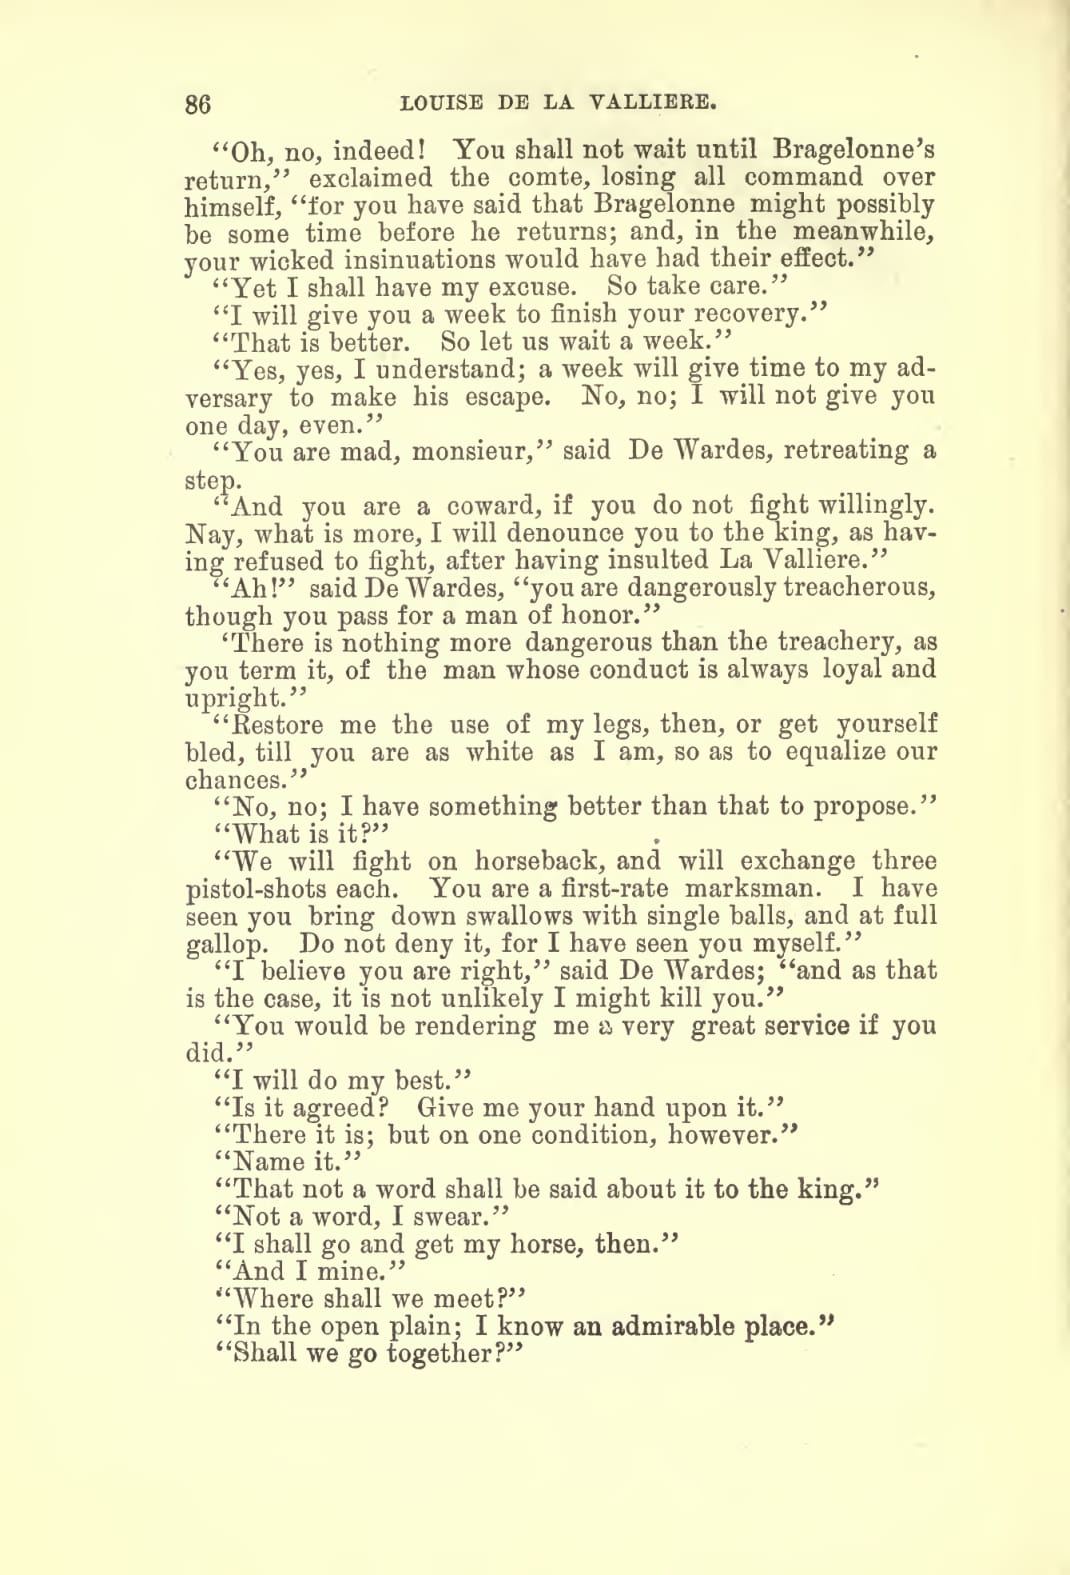 86 LOUISE DE LA VALLIERE.
“Oh, no, indeed! You shall not wait until Bragelonne’s
return,” exclaimed the comte, losing all command over
himself, “for you have said that Bragelonne might possibly
be some time before he returns; and, in the meanwhile,
your wicked insinuations would have had their effect.”
“Yet I shall have my excuse. So take care.”
“I will give you a week to finish your recovery.”
“That is better. So let us wait a week.”
“Yes, yes, I understand; a week will give time to my ad-
versary to make his escape. No, no; I will not give you
one day, even.”
“You are mad, monsieur,” said De Wardes, retreating a
step.
“And you are a coward, if you do not fight willingly.
Nay, what is more, I will denounce you to the king, as hav-
ing refused to fight, after having insulted La Valliere.”
“Ah!” said De Wardes, “you are dangerously treacherous,
though you pass for a man of honor.”
‘There is nothing more dangerous than the treachery, as
you term it, of the man whose conduct is always loyal and
upright.”
“Restore me the use of my legs, then, or get yourself
bled, till you are as white as I am, so as to equalize our
chances.”
“No, no; I have something better than that to propose.”
“What is it?”
“We will fight on horseback, and will exchange three
pistol-shots each. You are a first-rate marksman. I have
seen you bring down swallows with single balls, and at full
gallop. Do not deny it, for I have seen you myself.”
“I believe you are right,” said De Wardes; “and as that
is the case, it is not unlikely I might kill you.”
“You would be rendering me a very great service if you
did.”
“I will do my best.”
“Is it agreed? Give me your hand upon it.”
“There it is; but on one condition, however.”
“Name it.”
“That not a word shall be said about it to the king.”
“Not a word, I swear.”
“I shall go and get my horse, then.”
“And I mine.”
“Where shall we meet?”
“In the open plain; I know an admirable place.”
“Shall we go together?”